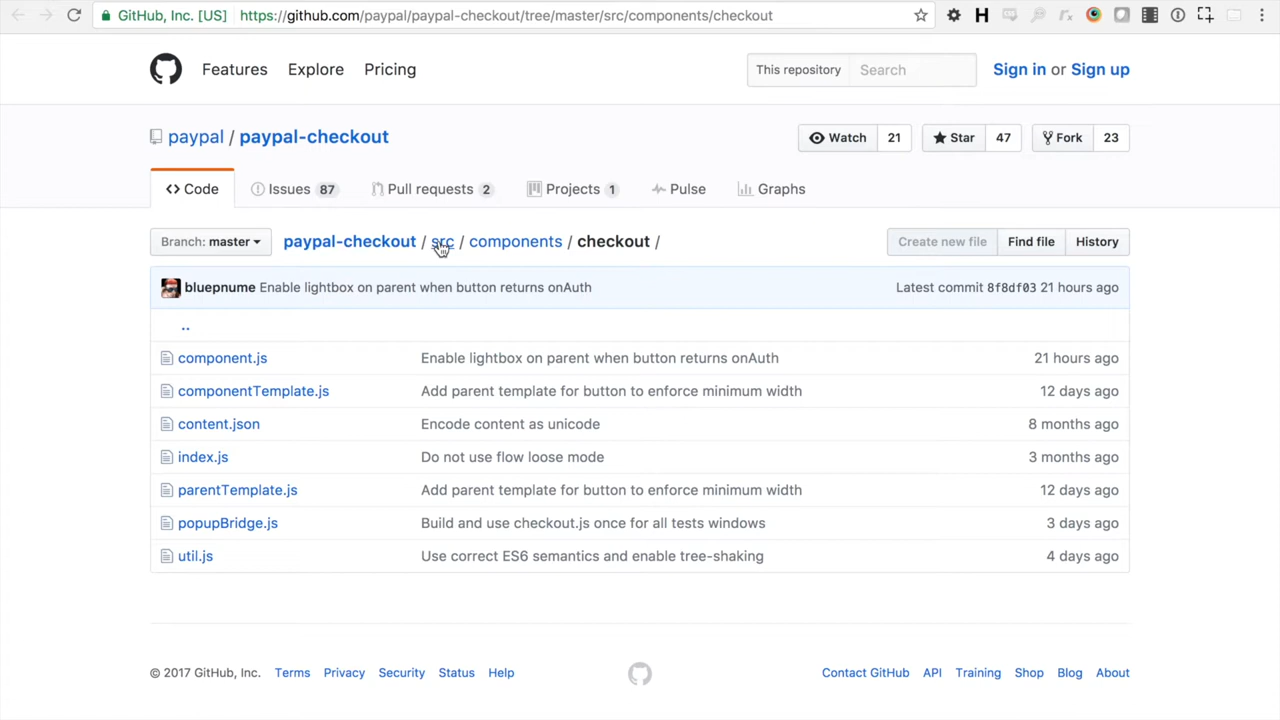 GitHub, Inc. [US] https://github.com/paypal/paypal-checkout/tree/master/src/components/checkout
Features Explore Pricing This repository Search Sign in or Sign up
paypal / paypal-checkout Watch 21 Star 47 Fork 23
Code Issues 87 Pull requests 2 Projects 1 Pulse Graphs
Branch: master paypal-checkout / src / components / checkout / Create new file Find file History
bluepnume Enable lightbox on parent when button returns onAuth Latest commit 8f8df03 21 hours ago
..
component.js Enable lightbox on parent when button returns onAuth 21 hours ago
componentTemplate.js Add parent template for button to enforce minimum width 12 days ago
content.json Encode content as unicode 8 months ago
index.js Do not use flow loose mode 3 months ago
parentTemplate.js Add parent template for button to enforce minimum width 12 days ago
popupBridge.js Build and use checkout.js once for all tests windows 3 days ago
util.js Use correct ES6 semantics and enable tree-shaking 4 days ago
© 2017 GitHub, Inc. Terms Privacy Security Status Help Contact GitHub API Training Shop Blog About